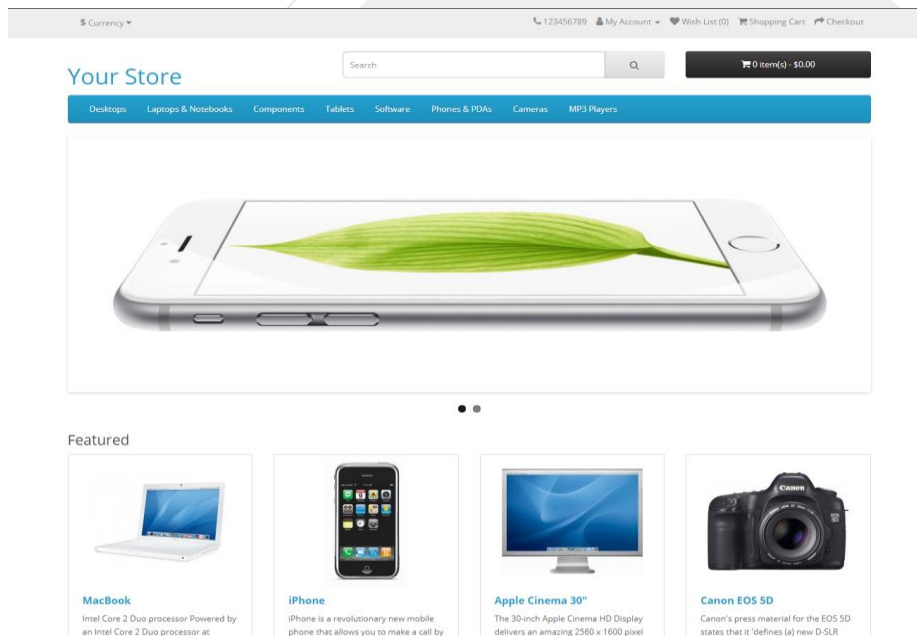 $ Currency
123456789 My Account Wish List (0) Shopping Cart Checkout
Your Store
Search
0 item(s) - $0.00
Desktops Laptops & Notebooks Components Tablets Software Phones & PDAs Cameras MP3 Players
Featured
Canon
MacBook
Intel Core 2 Duo processor Powered by
an Intel Core 2 Duo processor at
iPhone
iPhone is a revolutionary new mobile
phone that allows you to make a call by
Apple Cinema 30"
The 30-inch Apple Cinema HD Display
delivers an amazing 2560 x 1600 pixel
Canon EOS 5D
Canon's press material for the EOS 5D
states that it 'defines (a) new D-SLR